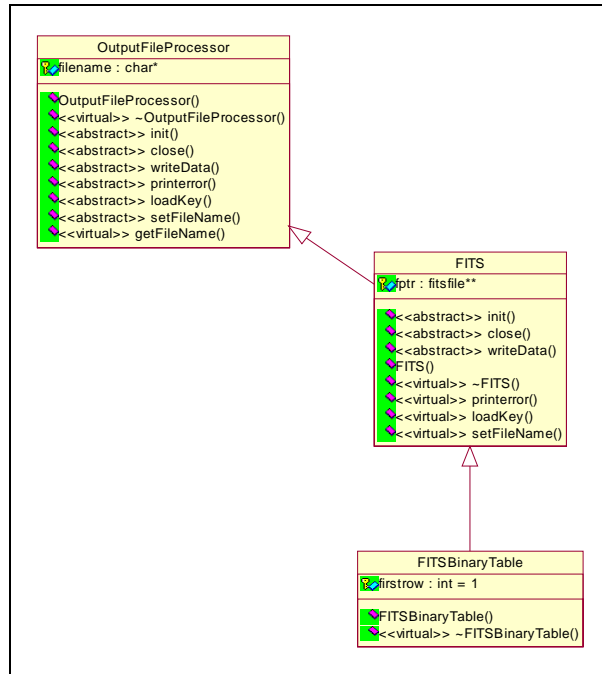 OutputFileProcessor
filename : char*
OutputFileProcessor()
<<virtual>> ~OutputFileProcessor()
<<abstract>> init()
<<abstract>> close()
<<abstract>> writeData()
<<abstract>> printerror()
<<abstract>> loadKey()
<<abstract>> setFileName()
<<virtual>> getFileName()
FITS
fptr : fitsfile**
<<abstract>> init()
<<abstract>> close()
<<abstract>> writeData()
FITS()
<<virtual>> ~FITS()
<<virtual>> printerror()
<<virtual>> loadKey()
<<virtual>> setFileName()
FITSBinaryTable
firstrow : int = 1
FITSBinaryTable()
<<virtual>> ~FITSBinaryTable()